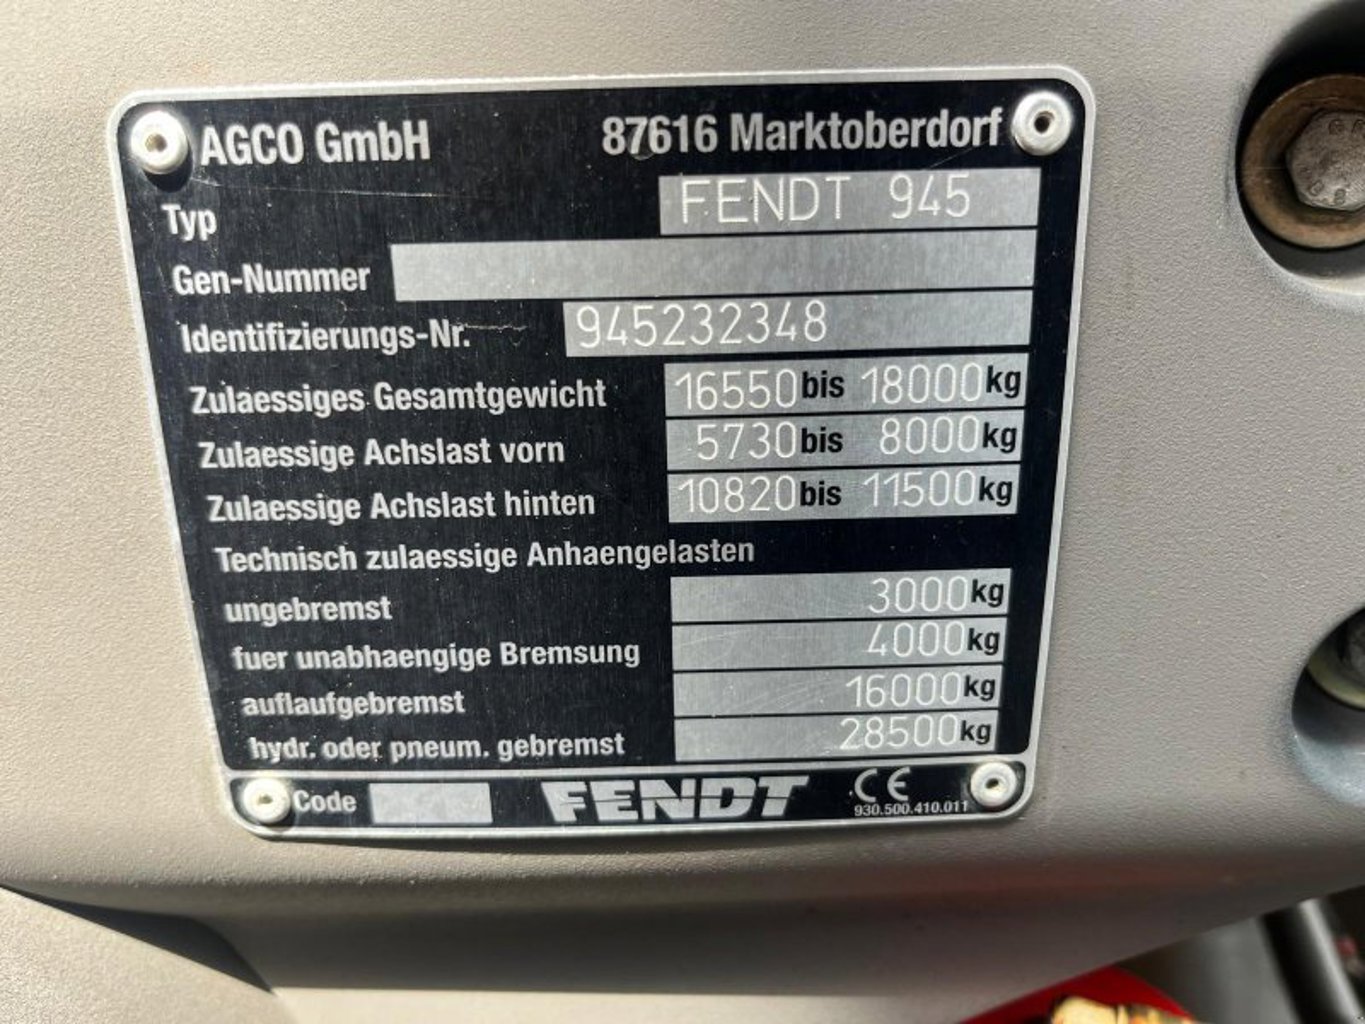 AGCO GmbH 87616 Marktoberdorf
Typ FENDT 945
Gen-Nummer
Identifizierungs-Nr. 945232348
Zulaessiges Gesamtgewicht 16550 bis 18000 kg
Zulaessige Achslast vorn 5730 bis 8000 kg
Zulaessige Achslast hinten 10820 bis 11500 kg
Technisch zulaessige Anhaengelasten
ungebremst 3000 kg
fuer unabhaengige Bremsung 4000 kg
auflaufgebremst 16000 kg
hydr. oder pneum. gebremst 28500 kg
Code FENDT CE
930.500.410.011